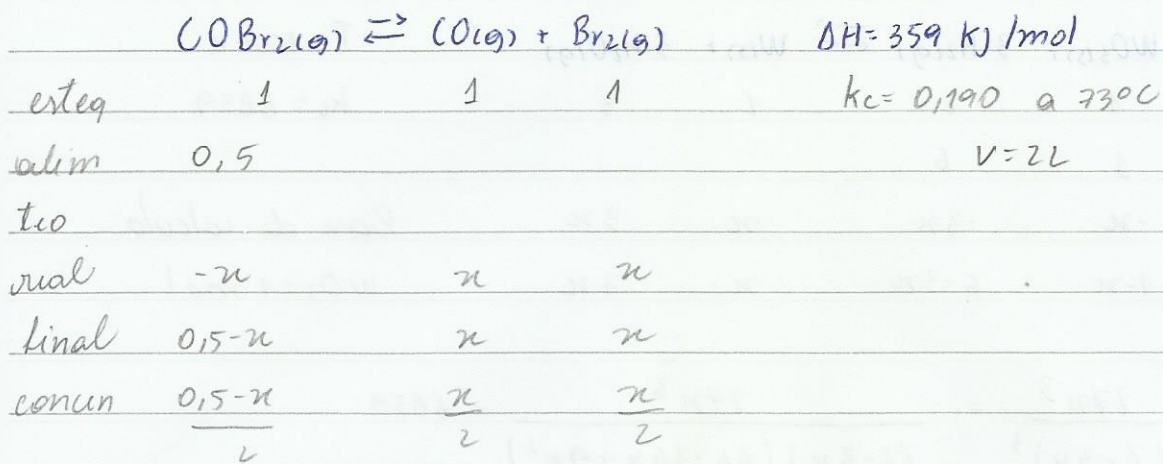 COBr2(g) ⇄ CO(g) + Br2(g) ΔH = 359 KJ/mol
esteq 1 1 1 kc = 0,190 a 73ºC
alim 0,5 V = 2L
teo
real -x x x
final 0,5-x x x
concen 0,5-x/2 x/2 x/2